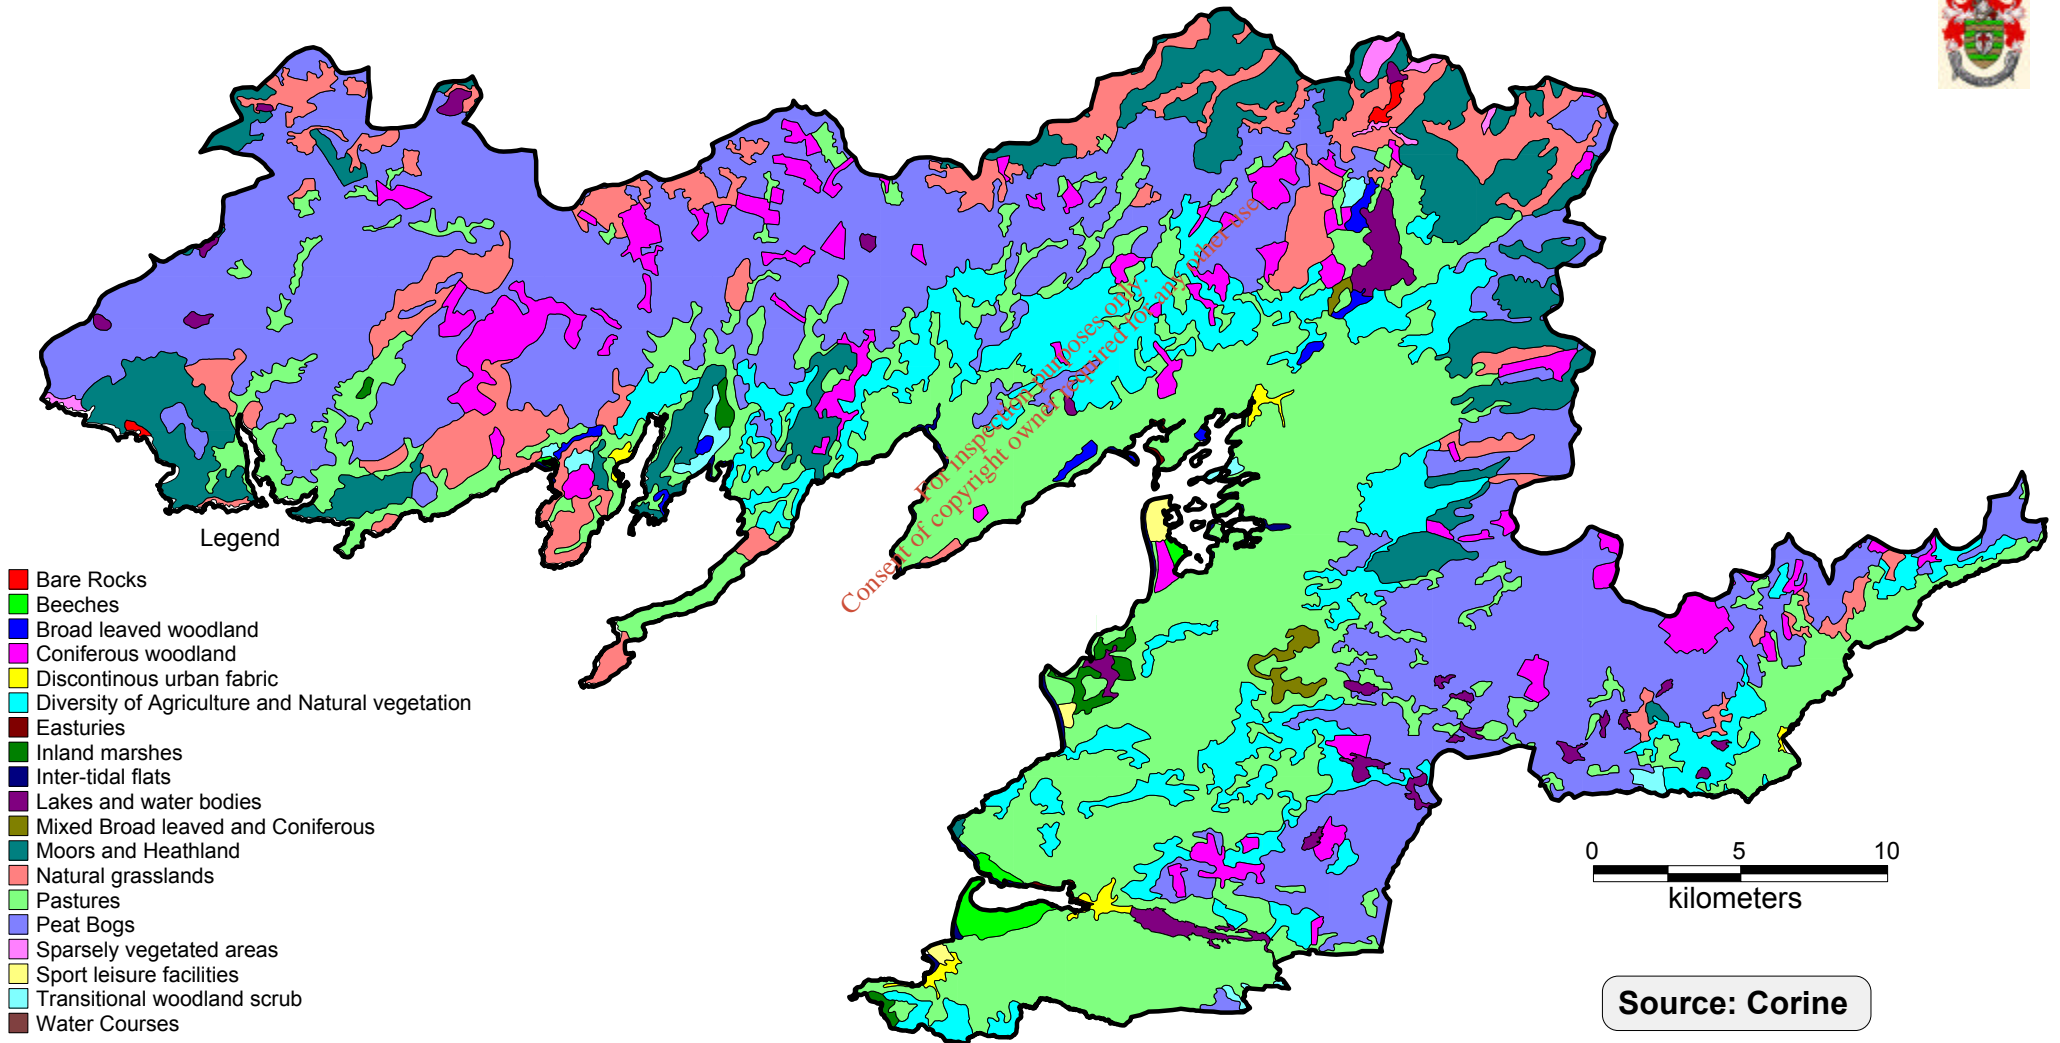 For inspection purposes only.
Consent of copyright owner required for any other use.
Legend
Bare Rocks
Beeches
Broad leaved woodland
Coniferous woodland
Discontinous urban fabric
Diversity of Agriculture and Natural vegetation
Easturies
Inland marshes
Inter-tidal flats
Lakes and water bodies
Mixed Broad leaved and Coniferous
Moors and Heathland
Natural grasslands
Pastures
Peat Bogs
Sparsely vegetated areas
Sport leisure facilities
Transitional woodland scrub
Water Courses
0 5 10
kilometers
Source: Corine